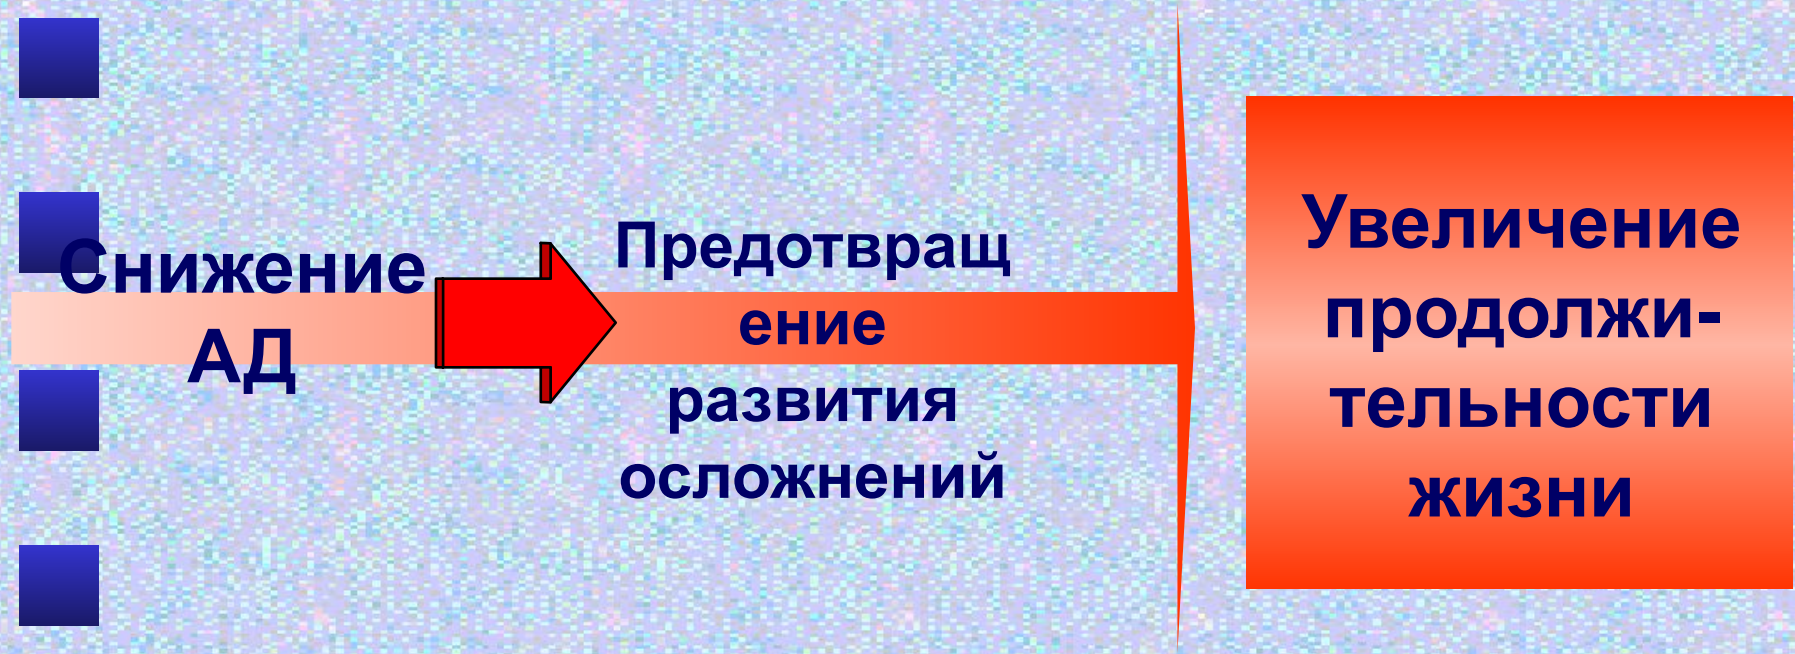 Снижение
АД
Предотвращ
ение
развития
осложнений
Увеличение
продолжи-
тельности
жизни